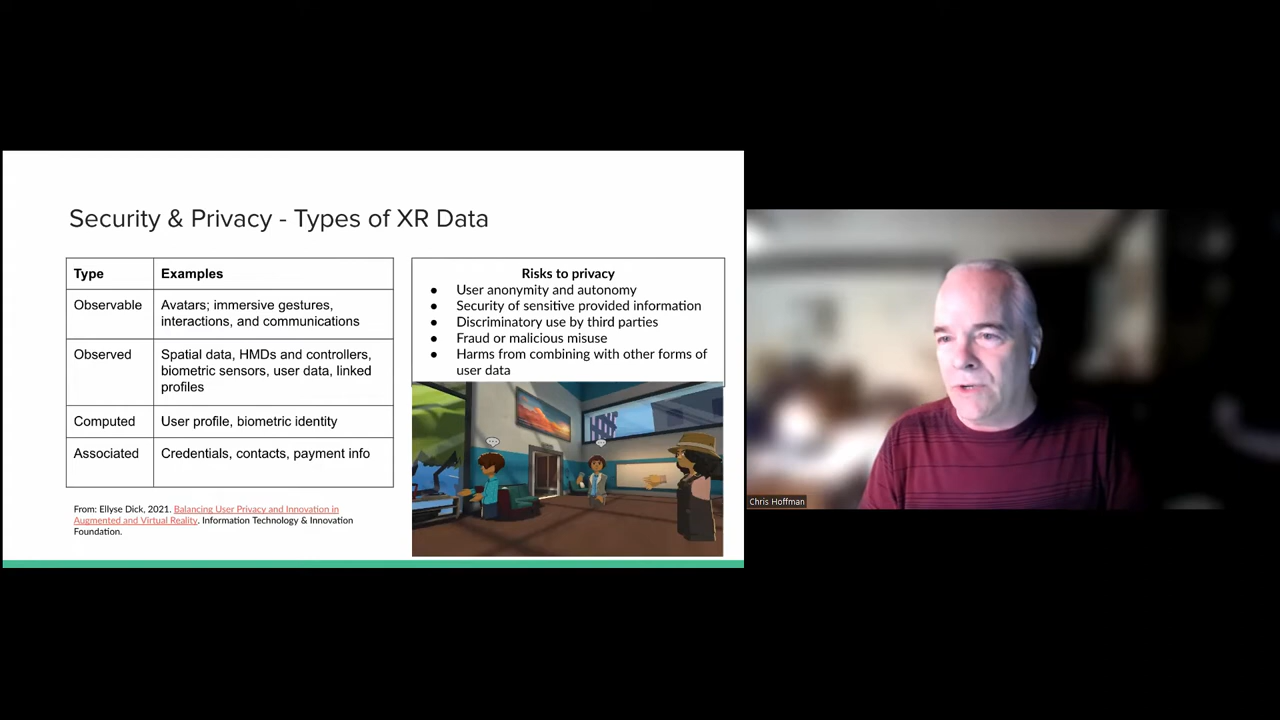 Security & Privacy - Types of XR Data
Type Examples
Observable Avatars; immersive gestures,
interactions, and communications
Observed Spatial data, HMDs and controllers,
biometric sensors, user data, linked
profiles
Computed User profile, biometric identity
Associated Credentials, contacts, payment info
From: Ellyse Dick, 2021. Balancing User Privacy and Innovation in
Augmented and Virtual Reality. Information Technology & Innovation
Foundation.
Risks to privacy
● User anonymity and autonomy
● Security of sensitive provided information
● Discriminatory use by third parties
● Fraud or malicious misuse
● Harms from combining with other forms of
user data
Chris Hoffman